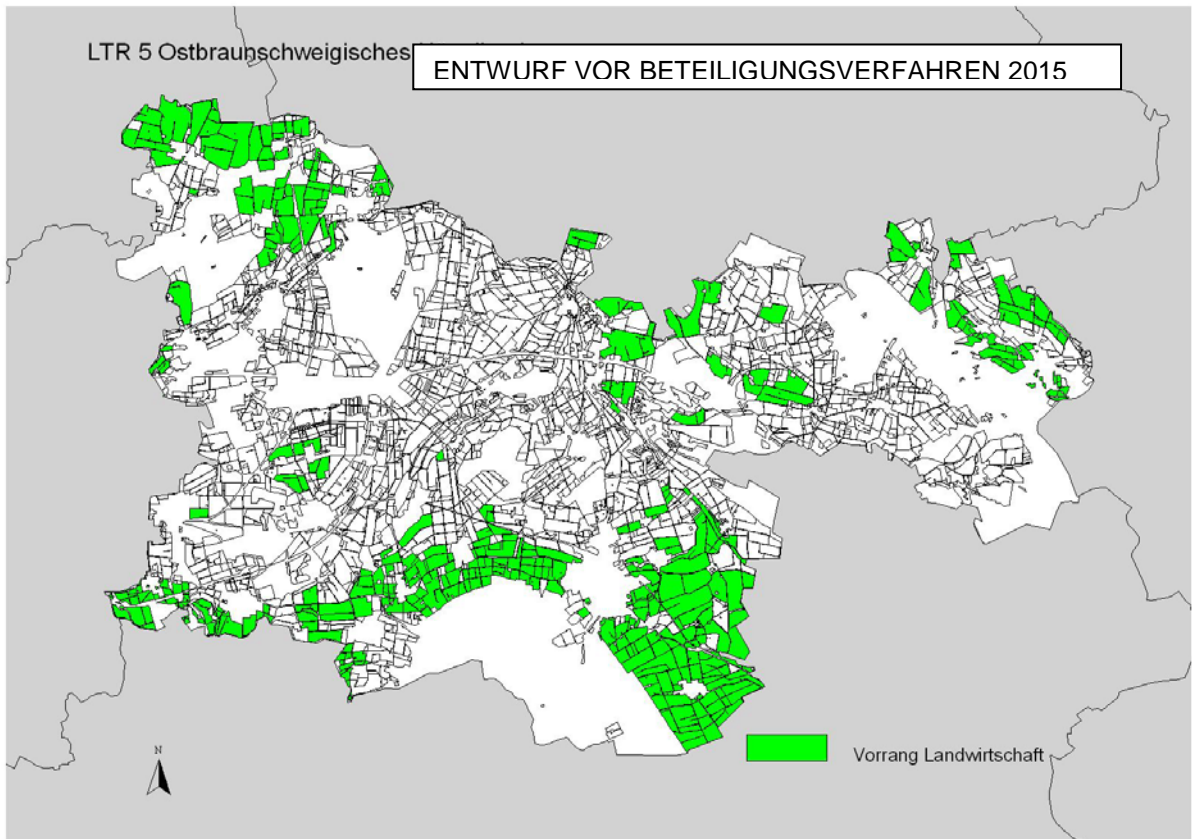 LTR 5 Ostbraunschweigisches
ENTWURF VOR BETEILIGUNGSVERFAHREN 2015
Vorrang Landwirtschaft
N